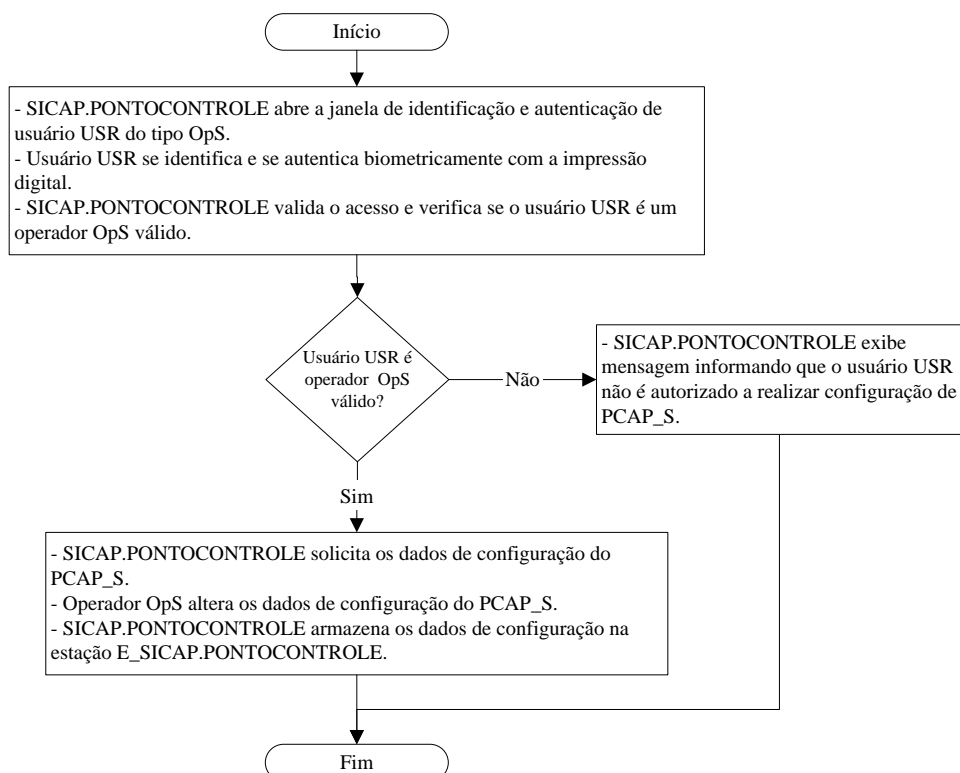 Início
- SICAP.PONTOCONTROLE abre a janela de identificação e autenticação de
usuário USR do tipo OpS.
- Usuário USR se identifica e se autentica biometricamente com a impressão
digital.
- SICAP.PONTOCONTROLE valida o acesso e verifica se o usuário USR é um
operador OpS válido.
Usuário USR é
operador OpS
válido?
Não
- SICAP.PONTOCONTROLE exibe
mensagem informando que o usuário USR
não é autorizado a realizar configuração de
PCAP_S.
Sim
- SICAP.PONTOCONTROLE solicita os dados de configuração do
PCAP_S.
- Operador OpS altera os dados de configuração do PCAP_S.
- SICAP.PONTOCONTROLE armazena os dados de configuração na
estação E_SICAP.PONTOCONTROLE.
Fim